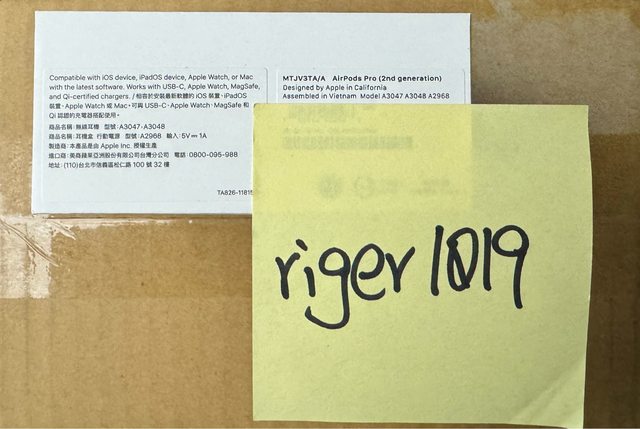 Compatible with iOS device, iPadOS device, Apple Watch, or Mac
with the latest software. Works with USB-C, Apple Watch, MagSafe,
and Qi-certified chargers. / 相容於安裝最新軟體的 iOS 裝置、iPadOS
裝置、Apple Watch 或 Mac。可與 USB-C、Apple Watch、MagSafe 和
Qi 認證的充電器搭配使用。
商品名稱: 無線耳機 型號: A3047、A3048
商品名稱: 耳機盒 行動電源 型號: A2968 輸入: 5V⎓1A
製造商: 本產品是由 Apple Inc. 授權生產
進口商: 美商蘋果亞洲股份有限公司台灣分公司 電話: 0800-095-988
地址: (110)台北市信義區松仁路 100 號 32 樓
TA826-11815
MTJV3TA/A AirPods Pro (2nd generation)
Designed by Apple in California
Assembled in Vietnam Model A3047 A3048 A2968
riger1019